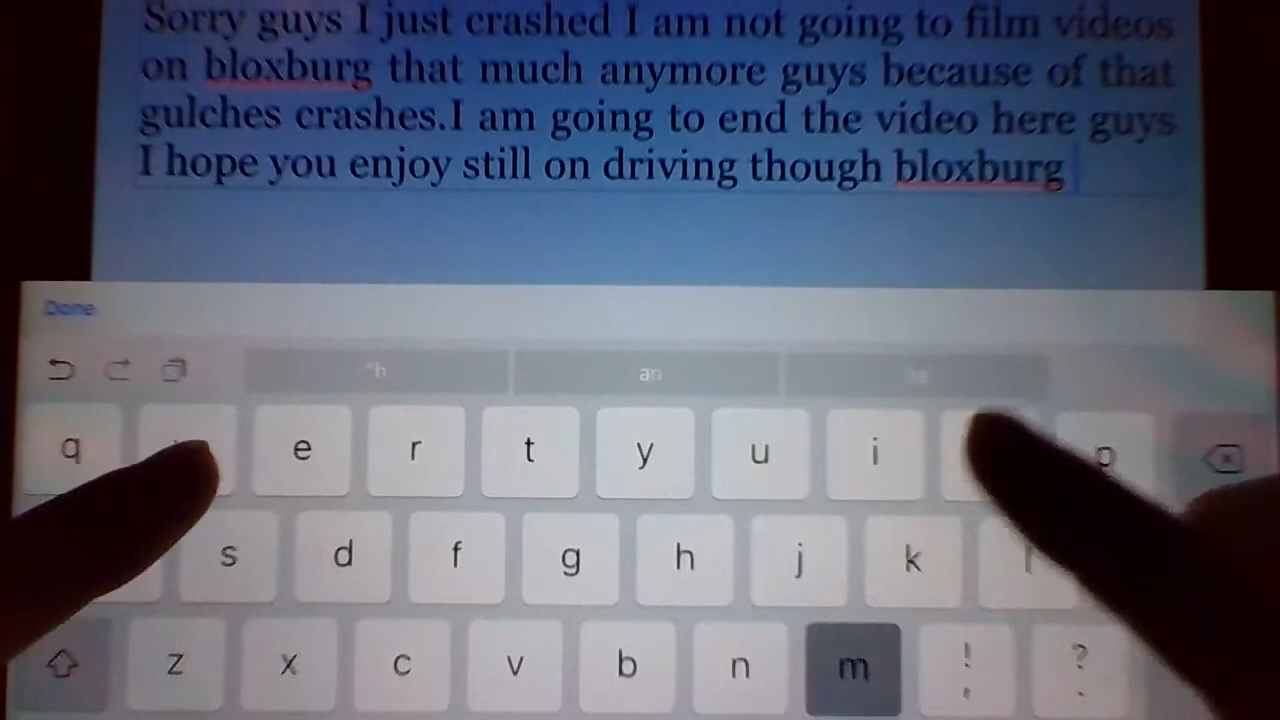 Sorry guys I just crashed I am not going to film videos
on bloxburg that much anymore guys because of that
gulches crashes.I am going to end the video here guys
I hope you enjoy still on driving though bloxburg
Done
"h an
q e r t y u i p
s d f g h j k l
z x c v b n m ! ?
, .